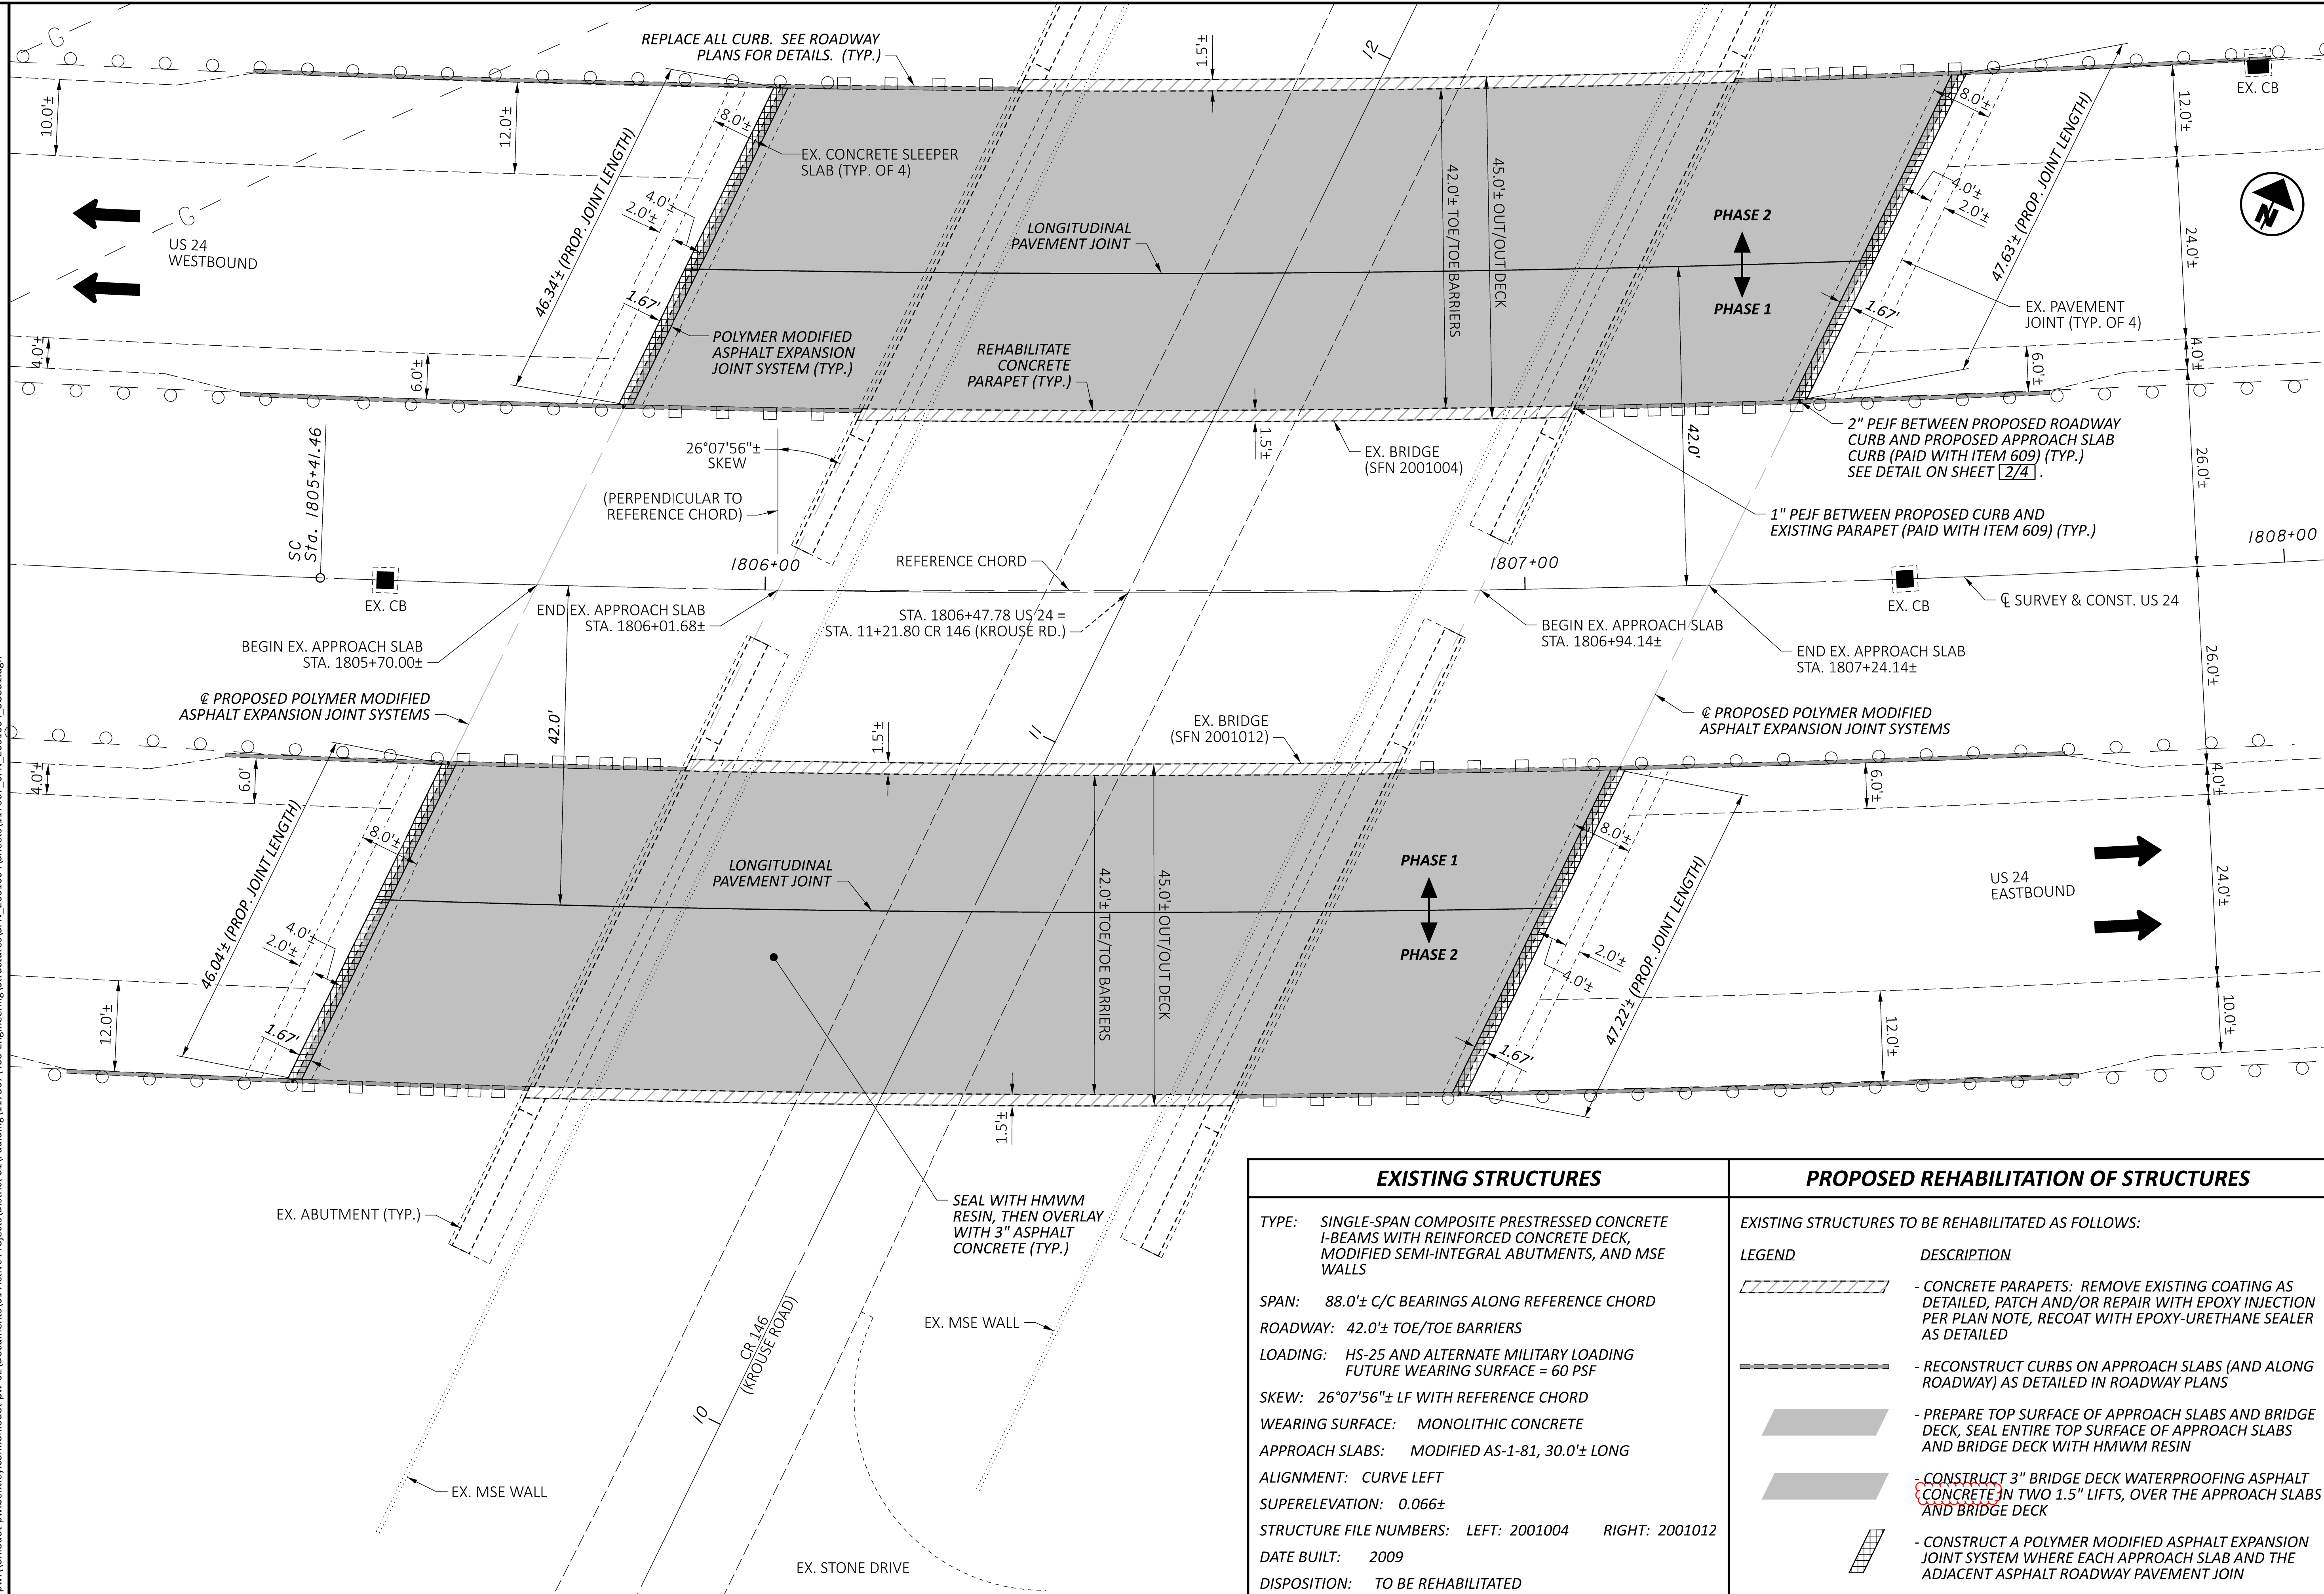 G
REPLACE ALL CURB. SEE ROADWAY
PLANS FOR DETAILS. (TYP.)
1.5'±
12
EX. CB
10.0'±
12.0'±
46.34'± (PROP. JOINT LENGTH)
8.0'±
EX. CONCRETE SLEEPER
SLAB (TYP. OF 4)
42.0'± TOE/TOE BARRIERS
45.0'± OUT/OUT DECK
8.0'±
47.63'± (PROP. JOINT LENGTH)
12.0'±
G
US 24
WESTBOUND
4.0'±
2.0'±
LONGITUDINAL
PAVEMENT JOINT
PHASE 2
PHASE 1
4.0'±
2.0'±
24.0'±
N
1.67'
1.67'
EX. PAVEMENT
JOINT (TYP. OF 4)
POLYMER MODIFIED
ASPHALT EXPANSION
JOINT SYSTEM (TYP.)
REHABILITATE
CONCRETE
PARAPET (TYP.)
4.0'±
6.0'±
6.0'±
4.0'±
SC
Sta. 1805+41.46
26°07'56"±
SKEW
(PERPENDICULAR TO
REFERENCE CHORD)
1.5'±
EX. BRIDGE
(SFN 2001004)
42.0'
2" PEJF BETWEEN PROPOSED ROADWAY
CURB AND PROPOSED APPROACH SLAB
CURB (PAID WITH ITEM 609) (TYP.)
SEE DETAIL ON SHEET 2/4 .
26.0'±
1" PEJF BETWEEN PROPOSED CURB AND
EXISTING PARAPET (PAID WITH ITEM 609) (TYP.)
1806+00
REFERENCE CHORD
1807+00
1808+00
EX. CB
END EX. APPROACH SLAB
STA. 1806+01.68±
STA. 1806+47.78 US 24 =
STA. 11+21.80 CR 146 (KROUSE RD.)
EX. CB
℄ SURVEY & CONST. US 24
BEGIN EX. APPROACH SLAB
STA. 1805+70.00±
BEGIN EX. APPROACH SLAB
STA. 1806+94.14±
END EX. APPROACH SLAB
STA. 1807+24.14±
26.0'±
℄ PROPOSED POLYMER MODIFIED
ASPHALT EXPANSION JOINT SYSTEMS
42.0'
1.5'±
11
EX. BRIDGE
(SFN 2001012)
℄ PROPOSED POLYMER MODIFIED
ASPHALT EXPANSION JOINT SYSTEMS
4.0'±
6.0'
6.0'±
4.0'±
46.04'± (PROP. JOINT LENGTH)
8.0'±
LONGITUDINAL
PAVEMENT JOINT
42.0'± TOE/TOE BARRIERS
45.0'± OUT/OUT DECK
PHASE 1
PHASE 2
8.0'±
47.22'± (PROP. JOINT LENGTH)
US 24
EASTBOUND
24.0'±
4.0'±
2.0'±
2.0'±
4.0'±
12.0'±
1.67'
1.67'
12.0'±
10.0'±
1.5'±
EX. ABUTMENT (TYP.)
SEAL WITH HMWM
RESIN, THEN OVERLAY
WITH 3" ASPHALT
CONCRETE (TYP.)
EX. MSE WALL
CR 146
(KROUSE ROAD)
10
EX. MSE WALL
EX. STONE DRIVE
EXISTING STRUCTURES
TYPE: SINGLE-SPAN COMPOSITE PRESTRESSED CONCRETE
I-BEAMS WITH REINFORCED CONCRETE DECK,
MODIFIED SEMI-INTEGRAL ABUTMENTS, AND MSE
WALLS
SPAN: 88.0'± C/C BEARINGS ALONG REFERENCE CHORD
ROADWAY: 42.0'± TOE/TOE BARRIERS
LOADING: HS-25 AND ALTERNATE MILITARY LOADING
FUTURE WEARING SURFACE = 60 PSF
SKEW: 26°07'56"± LF WITH REFERENCE CHORD
WEARING SURFACE: MONOLITHIC CONCRETE
APPROACH SLABS: MODIFIED AS-1-81, 30.0'± LONG
ALIGNMENT: CURVE LEFT
SUPERELEVATION: 0.066±
STRUCTURE FILE NUMBERS: LEFT: 2001004 RIGHT: 2001012
DATE BUILT: 2009
DISPOSITION: TO BE REHABILITATED
PROPOSED REHABILITATION OF STRUCTURES
EXISTING STRUCTURES TO BE REHABILITATED AS FOLLOWS:
LEGEND DESCRIPTION
- CONCRETE PARAPETS: REMOVE EXISTING COATING AS
DETAILED, PATCH AND/OR REPAIR WITH EPOXY INJECTION
PER PLAN NOTE, RECOAT WITH EPOXY-URETHANE SEALER
AS DETAILED
- RECONSTRUCT CURBS ON APPROACH SLABS (AND ALONG
ROADWAY) AS DETAILED IN ROADWAY PLANS
- PREPARE TOP SURFACE OF APPROACH SLABS AND BRIDGE
DECK, SEAL ENTIRE TOP SURFACE OF APPROACH SLABS
AND BRIDGE DECK WITH HMWM RESIN
- CONSTRUCT 3" BRIDGE DECK WATERPROOFING ASPHALT
CONCRETE IN TWO 1.5" LIFTS, OVER THE APPROACH SLABS
AND BRIDGE DECK
- CONSTRUCT A POLYMER MODIFIED ASPHALT EXPANSION
JOINT SYSTEM WHERE EACH APPROACH SLAB AND THE
ADJACENT ASPHALT ROADWAY PAVEMENT JOIN